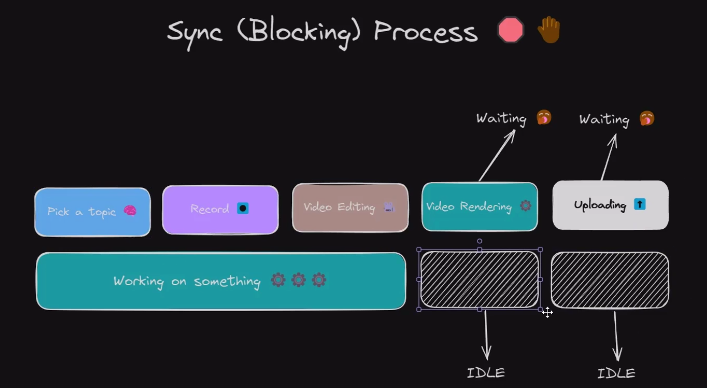 Sync (Blocking) Process
Waiting
Waiting
Pick a topic
Record
Video Editing
Video Rendering
Uploading
Working on something
IDLE
IDLE